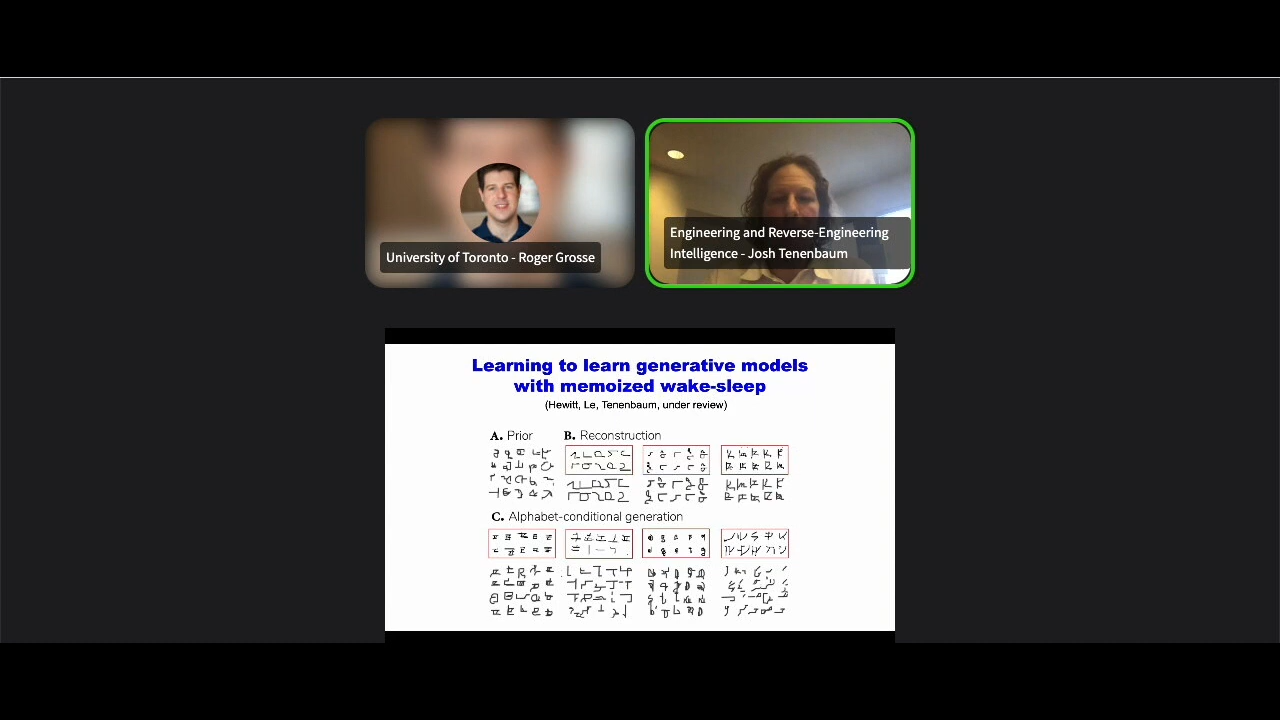 University of Toronto - Roger Grosse
Engineering and Reverse-Engineering
Intelligence - Josh Tenenbaum
Learning to learn generative models
with memoized wake-sleep
(Hewitt, Le, Tenenbaum, under review)
A. Prior
B. Reconstruction
C. Alphabet-conditional generation